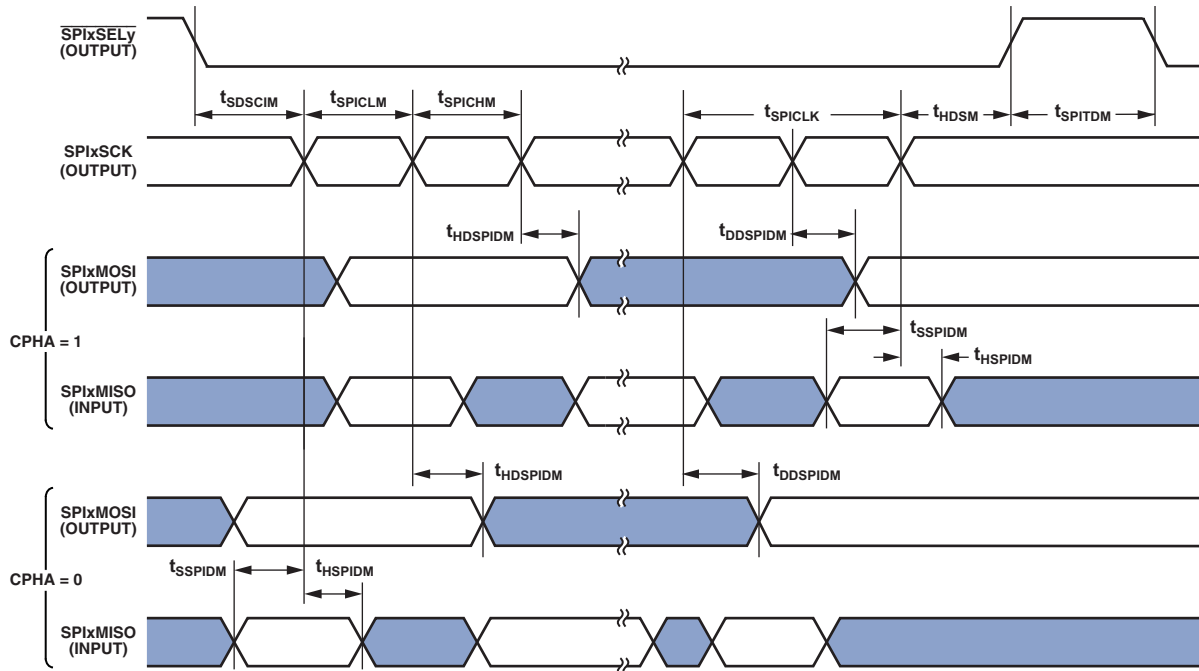 SPIxSELy
(OUTPUT)
tSDSCIM
tSPICLM
tSPICHM
tSPICLK
tHDSM
tSPITDM
SPIxSCK
(OUTPUT)
tHDSPIDM
tDDSPIDM
SPIxMOSI
(OUTPUT)
CPHA = 1
tSSPIDM
tHSPIDM
SPIxMISO
(INPUT)
tHDSPIDM
tDDSPIDM
SPIxMOSI
(OUTPUT)
CPHA = 0
tSSPIDM
tHSPIDM
SPIxMISO
(INPUT)